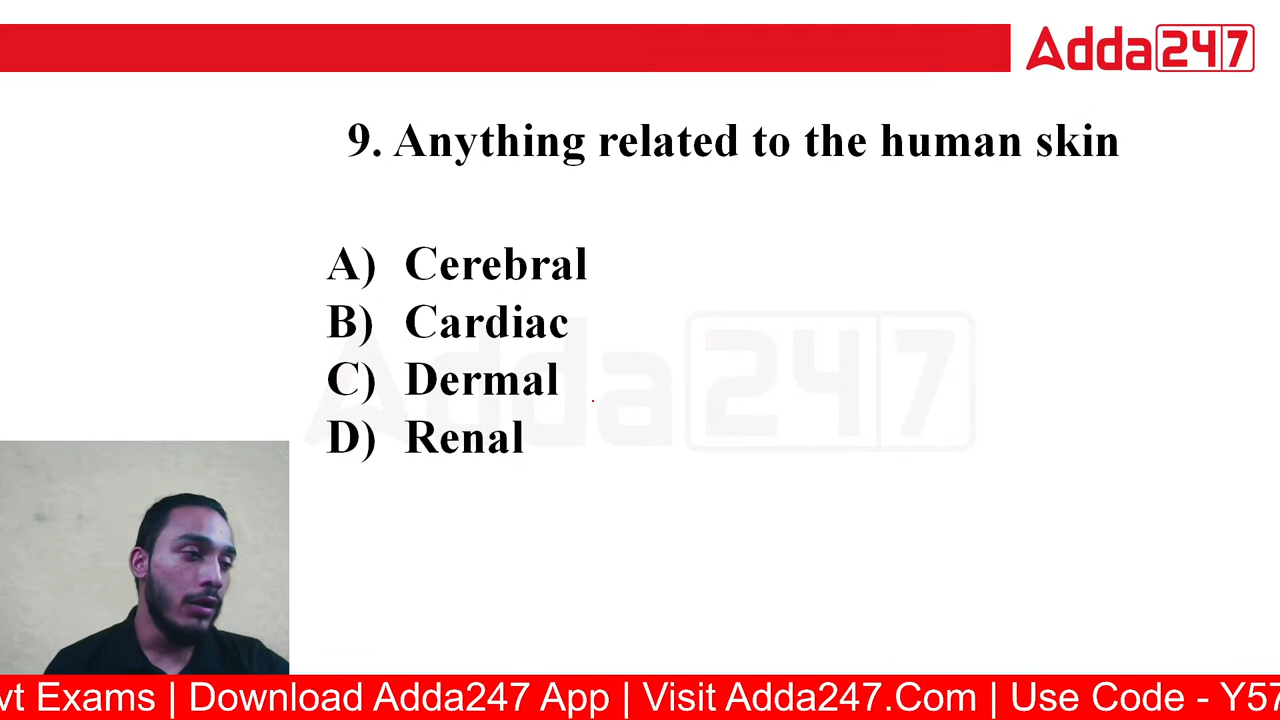 Adda247
9. Anything related to the human skin
A) Cerebral
B) Cardiac
C) Dermal
D) Renal
Adda247
vt Exams | Download Adda247 App | Visit Adda247.Com | Use Code - Y57